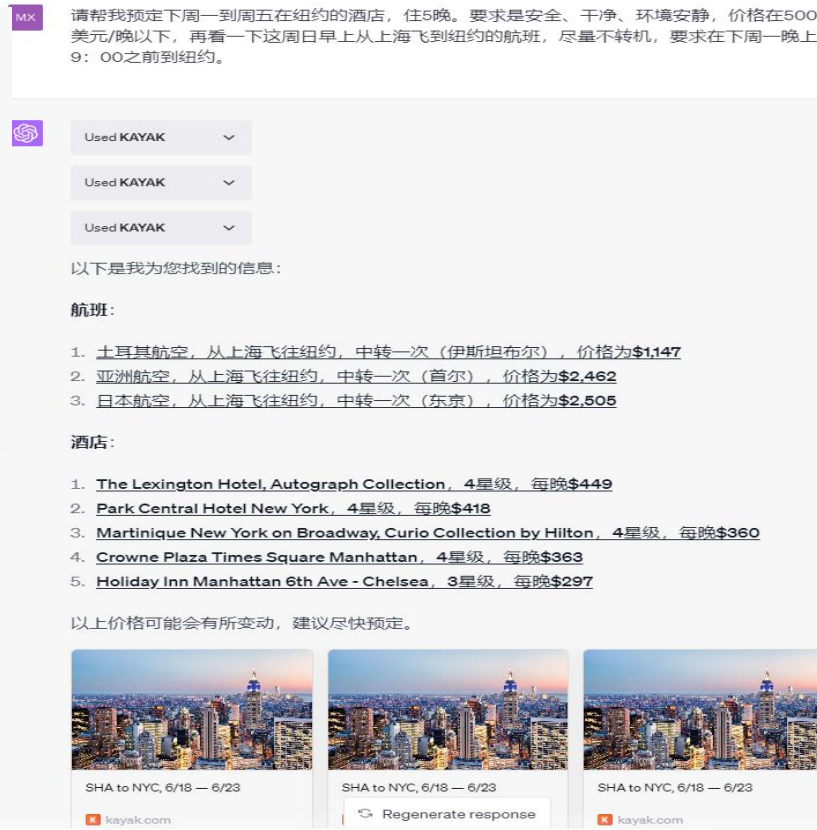 MX
请帮我预定下周一到周五在纽约的酒店，住5晚。要求是安全、干净、环境安静，价格在500
美元/晚以下，再看一下这周日早上从上海飞到纽约的航班，尽量不转机，要求在下周一晚上
9：00之前到纽约。
Used KAYAK
Used KAYAK
Used KAYAK
以下是我为您找到的信息：
航班：
1. 土耳其航空，从上海飞往纽约，中转一次（伊斯坦布尔），价格为$1,147
2. 亚洲航空，从上海飞往纽约，中转一次（首尔），价格为$2,462
3. 日本航空，从上海飞往纽约，中转一次（东京），价格为$2,505
酒店：
1. The Lexington Hotel, Autograph Collection，4星级，每晚$449
2. Park Central Hotel New York，4星级，每晚$418
3. Martinique New York on Broadway, Curio Collection by Hilton，4星级，每晚$360
4. Crowne Plaza Times Square Manhattan，4星级，每晚$363
5. Holiday Inn Manhattan 6th Ave - Chelsea，3星级，每晚$297
以上价格可能会有所变动，建议尽快预定。
SHA to NYC, 6/18 — 6/23
SHA to NYC, 6/18 — 6/23
SHA to NYC, 6/18 — 6/23
K kayak.com
Regenerate response
K kayak.com